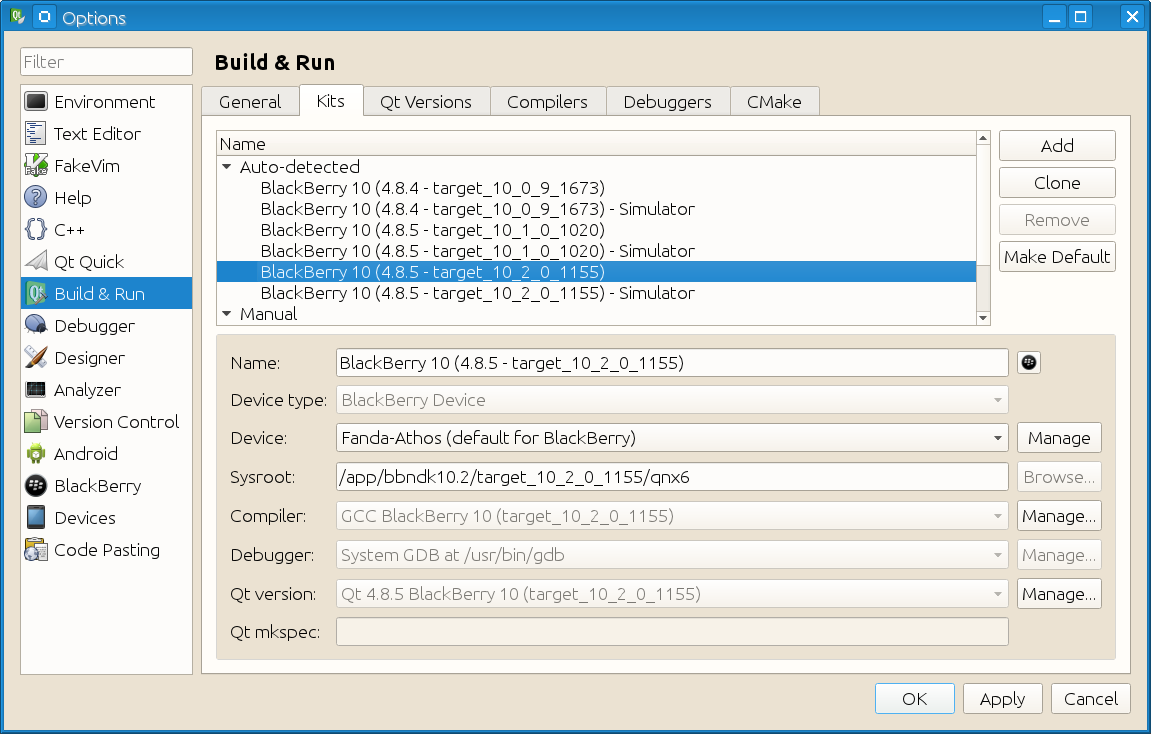 Options
Filter
Environment
Text Editor
FakeVim
Help
C++
Qt Quick
Build & Run
Debugger
Designer
Analyzer
Version Control
Android
BlackBerry
Devices
Code Pasting
Build & Run
General Kits Qt Versions Compilers Debuggers CMake
Name
Auto-detected
BlackBerry 10 (4.8.4 - target_10_0_9_1673)
BlackBerry 10 (4.8.4 - target_10_0_9_1673) - Simulator
BlackBerry 10 (4.8.5 - target_10_1_0_1020)
BlackBerry 10 (4.8.5 - target_10_1_0_1020) - Simulator
BlackBerry 10 (4.8.5 - target_10_2_0_1155)
BlackBerry 10 (4.8.5 - target_10_2_0_1155) - Simulator
Manual
Add
Clone
Remove
Make Default
Name: BlackBerry 10 (4.8.5 - target_10_2_0_1155)
Device type: BlackBerry Device
Device: Fanda-Athos (default for BlackBerry) Manage
Sysroot: /app/bbndk10.2/target_10_2_0_1155/qnx6 Browse...
Compiler: GCC BlackBerry 10 (target_10_2_0_1155) Manage...
Debugger: System GDB at /usr/bin/gdb Manage...
Qt version: Qt 4.8.5 BlackBerry 10 (target_10_2_0_1155) Manage...
Qt mkspec:
OK Apply Cancel